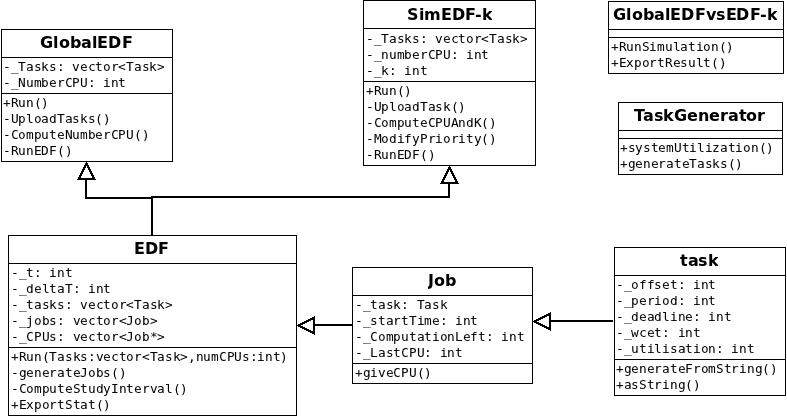 GlobalEDF
-_Tasks: vector<Task>
-_NumberCPU: int
+Run()
-UploadTasks()
-ComputeNumberCPU()
-RunEDF()
SimEDF-k
-_Tasks: vector<Task>
-_numberCPU: int
-_k: int
+Run()
-UploadTask()
-ComputeCPUAndK()
-ModifyPriority()
-RunEDF()
GlobalEDFvsEDF-k
+RunSimulation()
+ExportResult()
TaskGenerator
+systemUtilization()
+generateTasks()
EDF
-_t: int
-_deltaT: int
-_tasks: vector<Task>
-_jobs: vector<Job>
-_CPUs: vector<Job*>
+Run(Tasks:vector<Task>,numCPUs:int)
-generateJobs()
-ComputeStudyInterval()
+ExportStat()
Job
-_task: Task
-_startTime: int
-_ComputationLeft: int
-_LastCPU: int
+giveCPU()
task
-_offset: int
-_period: int
-_deadline: int
-_wcet: int
-_utilisation: int
+generateFromString()
+asString()